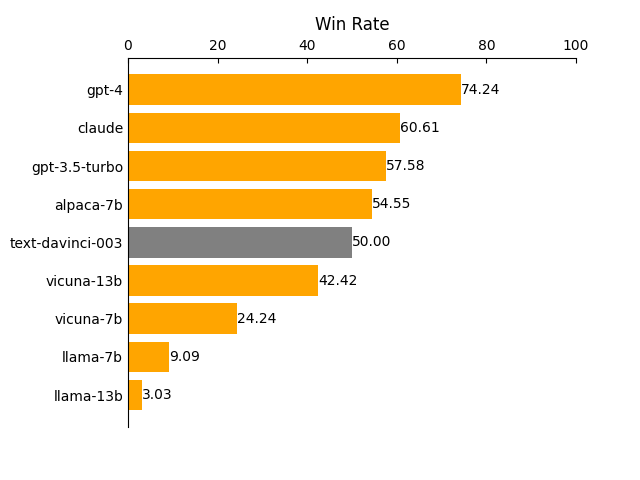 Win Rate
0 20 40 60 80 100
gpt-4 74.24
claude 60.61
gpt-3.5-turbo 57.58
alpaca-7b 54.55
text-davinci-003 50.00
vicuna-13b 42.42
vicuna-7b 24.24
llama-7b 9.09
llama-13b 3.03